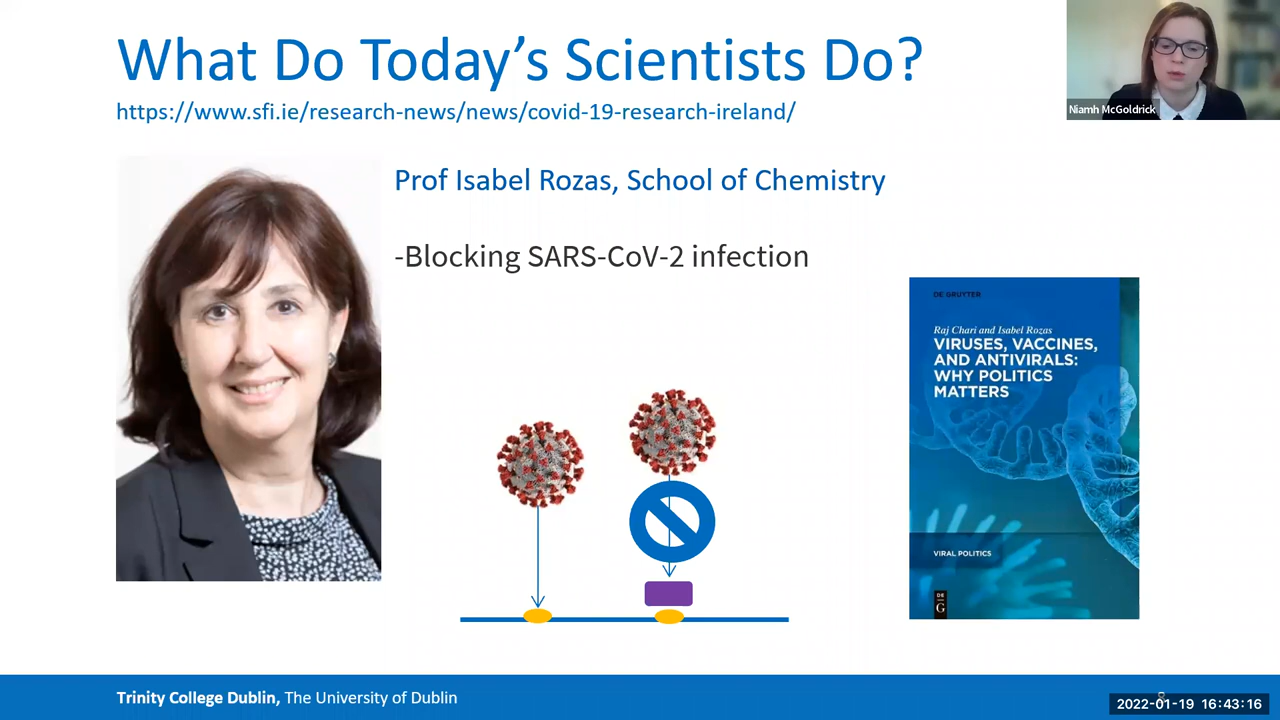 What Do Today's Scientists Do?
https://www.sfi.ie/research-news/news/covid-19-research-ireland/
Niamh McGoldrick
Prof Isabel Rozas, School of Chemistry
-Blocking SARS-CoV-2 infection
DE GRUYTER
Raj Chari and Isabel Rozas
VIRUSES, VACCINES,
AND ANTIVIRALS:
WHY POLITICS
MATTERS
VIRAL POLITICS
DE
G
Trinity College Dublin, The University of Dublin
8
2022-01-19 16:43:16